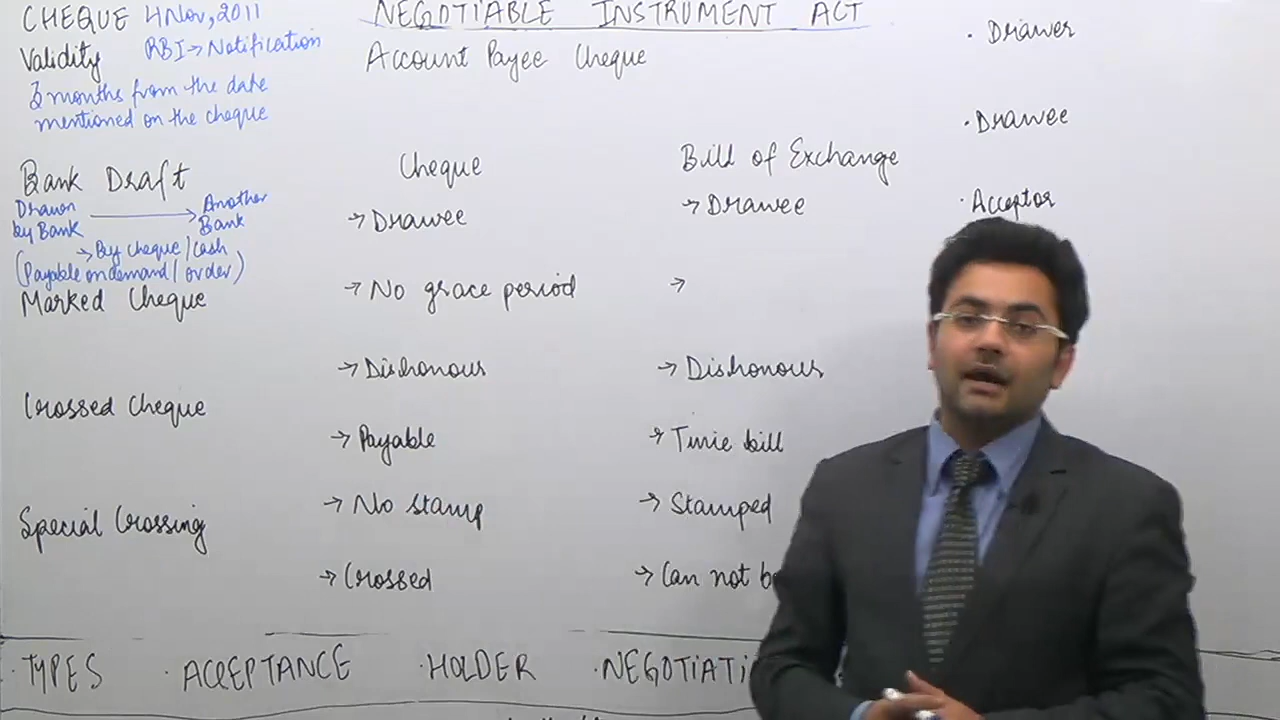 CHEQUE 4 Nov, 2011
NEGOTIABLE INSTRUMENT ACT
Validity RBI → Notification
3 months from the date
mentioned on the cheque
Account Payee Cheque
· Drawer
· Drawee
· Acceptor
Bank Draft
Drawn by Bank → Another Bank
→ By cheque/cash
(Payable on demand/order)
Marked Cheque
Crossed Cheque
Special Crossing
Cheque
→ Drawee
→ No grace period
→ Dishonour
→ Payable
→ No stamp
→ Crossed
Bill of Exchange
→ Drawee
→
→ Dishonour
→ Time bill
→ Stamped
→ Can not b
· TYPES · ACCEPTANCE · HOLDER · NEGOTIATI